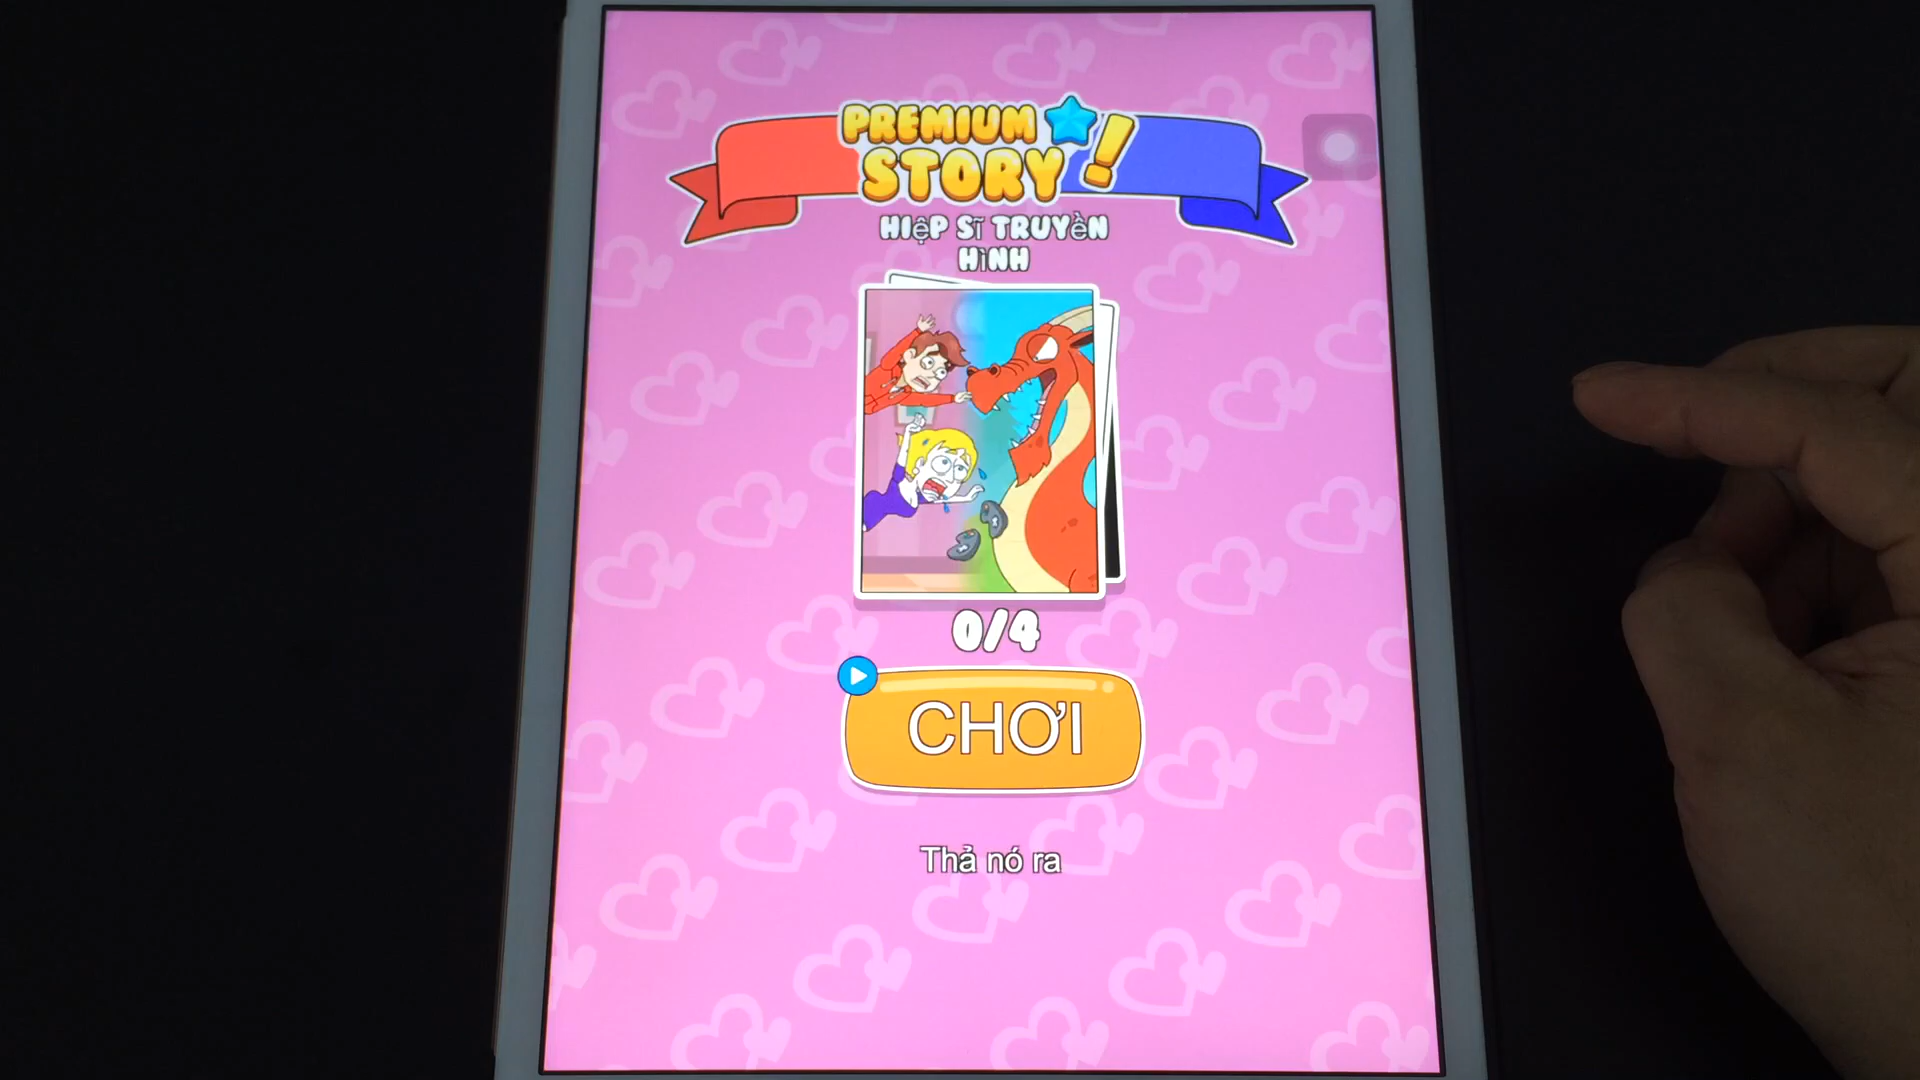 PREMIUM
STORY!
HIỆP SĨ TRUYỀN
HÌNH
0/4
CHƠI
Thả nó ra